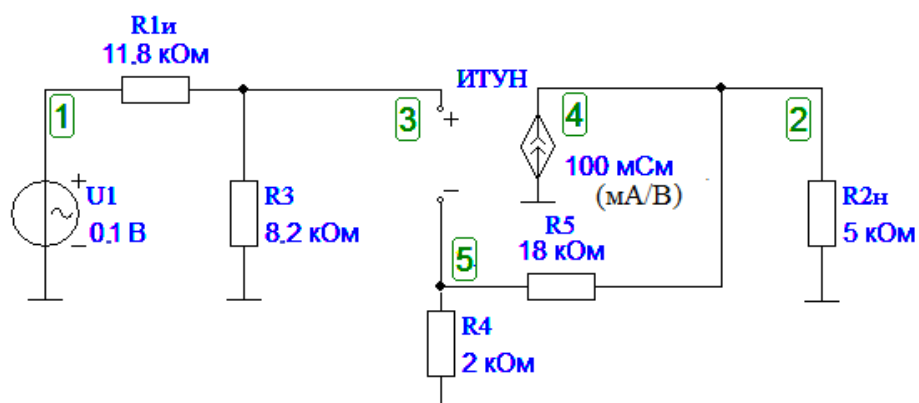 R1и
11.8 кОм
ИТУН
1
3
+
4
2
+
U1
0.1 В
−
R3
8.2 кОм
−
100 мСм
(мА/В)
R2н
5 кОм
R5
18 кОм
5
R4
2 кОм